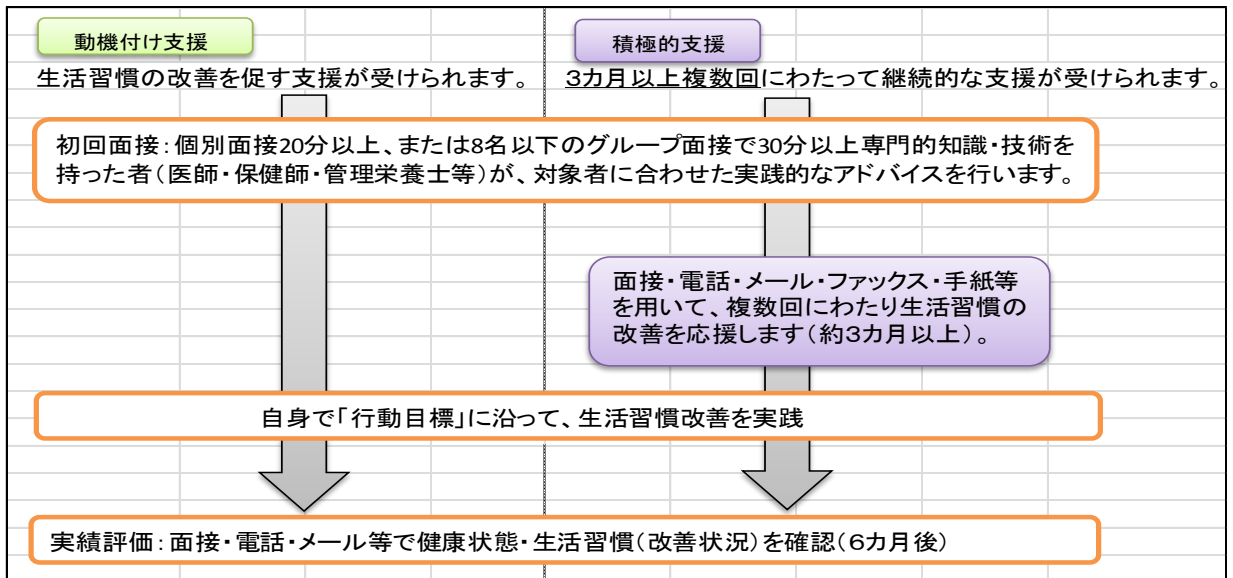 動機付け支援
積極的支援
生活習慣の改善を促す支援が受けられます。
3カ月以上複数回にわたって継続的な支援が受けられます。
初回面接:個別面接20分以上、または8名以下のグループ面接で30分以上専門的知識・技術を
持った者(医師・保健師・管理栄養士等)が、対象者に合わせた実践的なアドバイスを行います。
面接・電話・メール・ファックス・手紙等
を用いて、複数回にわたり生活習慣の
改善を応援します(約3カ月以上)。
自身で「行動目標」に沿って、生活習慣改善を実践
実績評価:面接・電話・メール等で健康状態・生活習慣(改善状況)を確認(6カ月後)